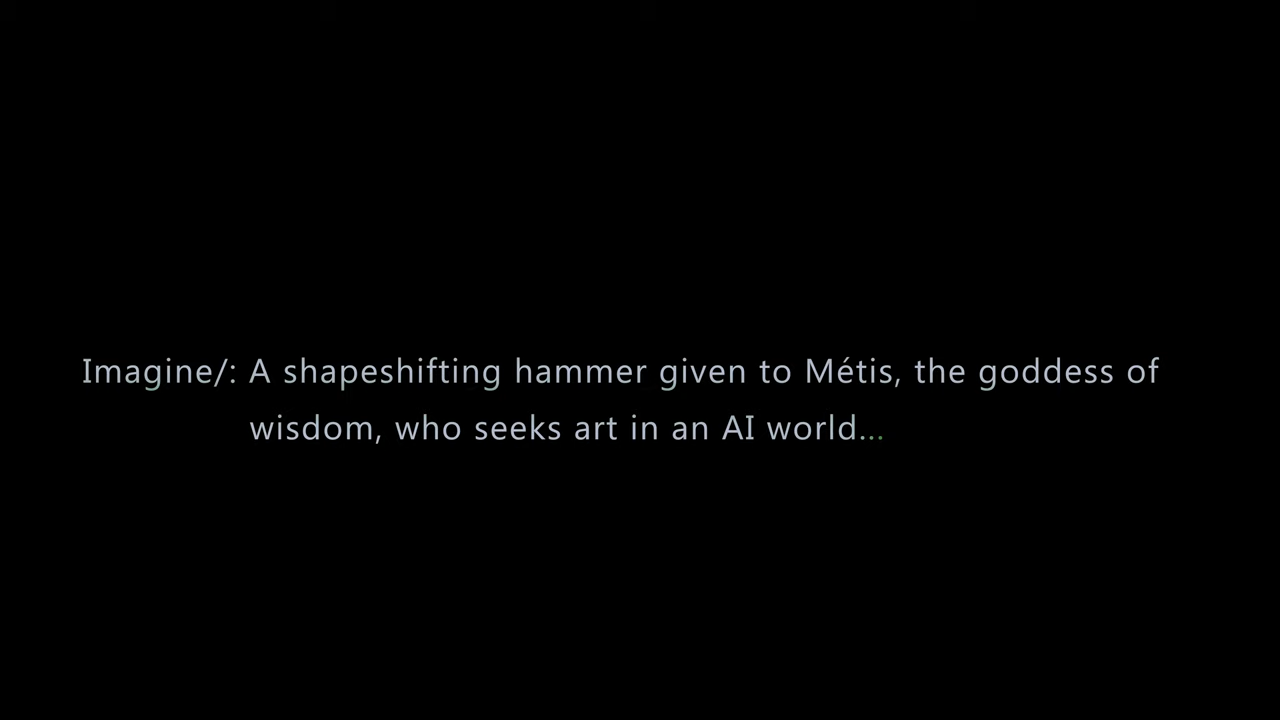 Imagine/: A shapeshifting hammer given to Métis, the goddess of
wisdom, who seeks art in an AI world...